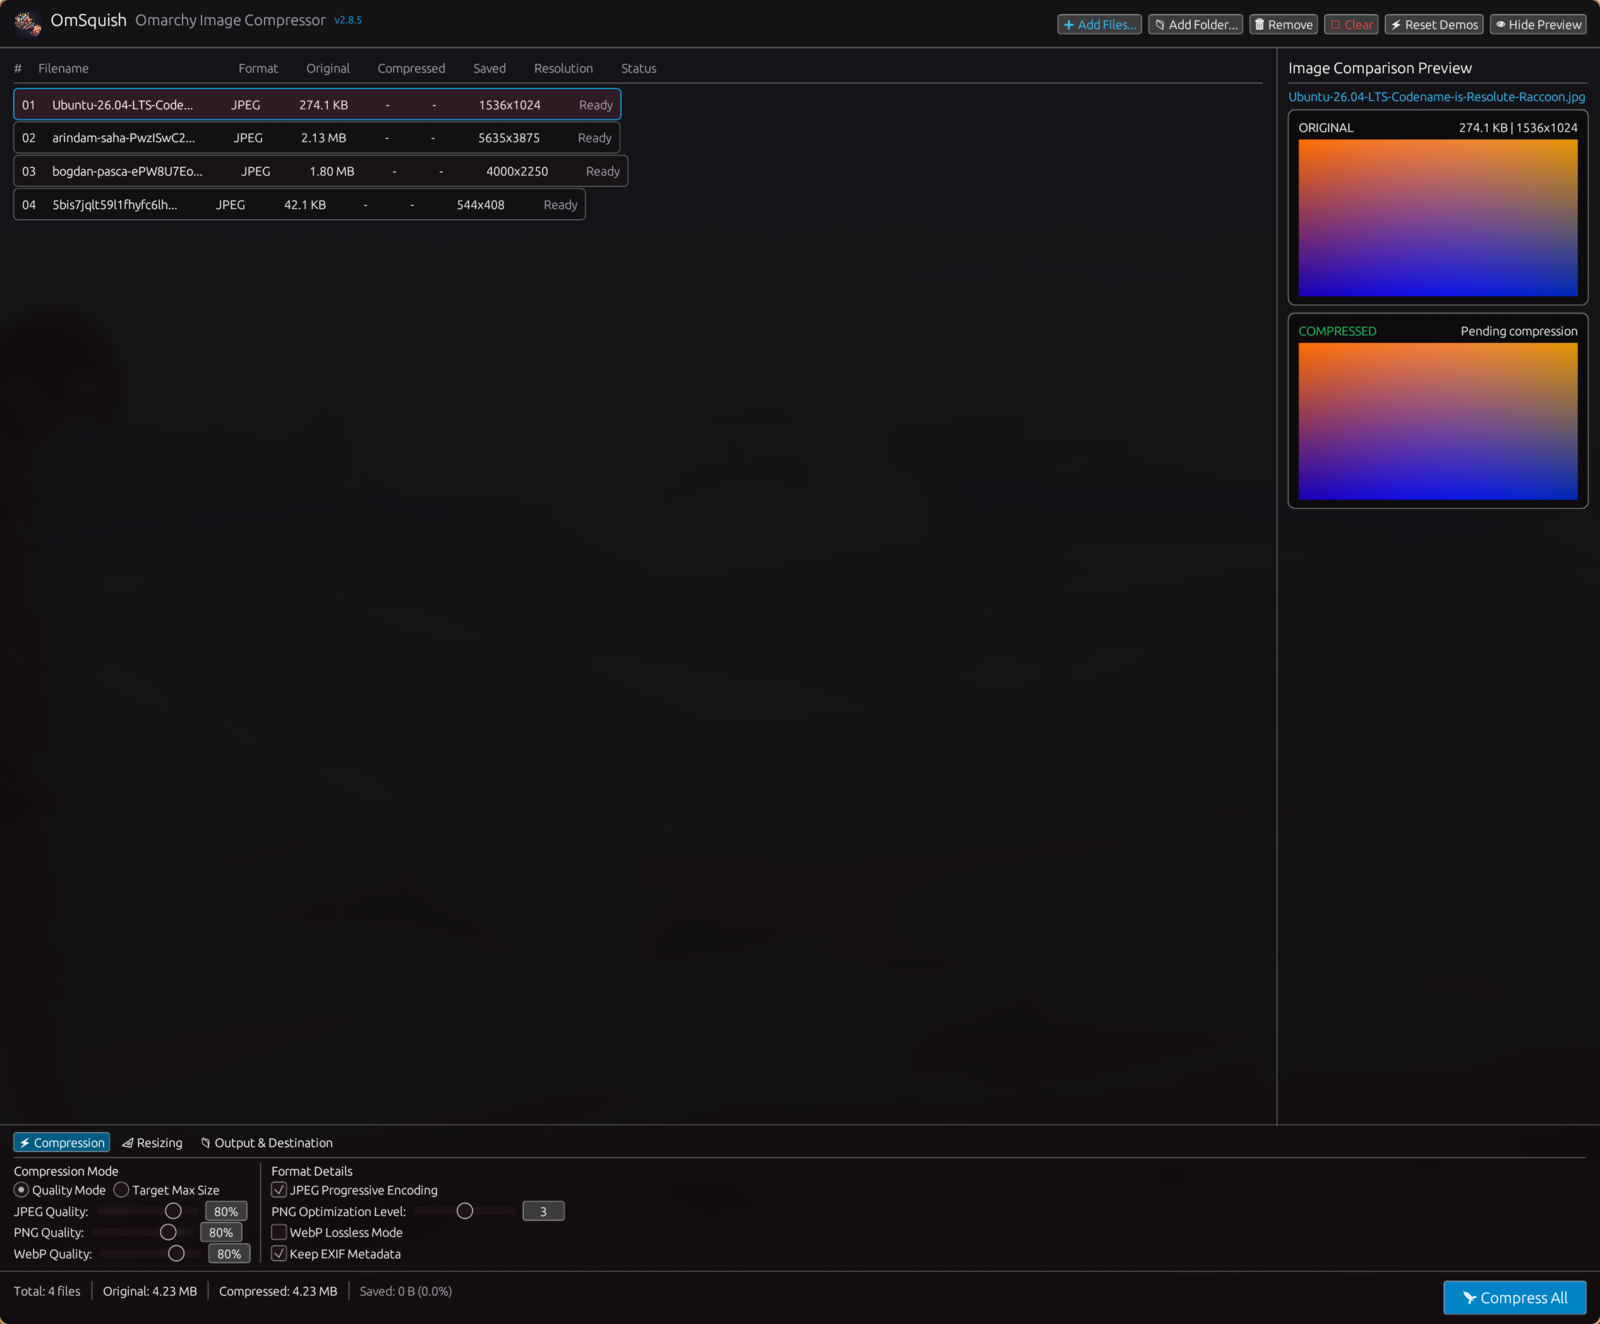 OmSquish Omarchy Image Compressor v2.8.5
Add Files... Add Folder... Remove Clear Reset Demos Hide Preview
# Filename Format Original Compressed Saved Resolution Status
01 Ubuntu-26.04-LTS-Code... JPEG 274.1 KB - - 1536x1024 Ready
02 arindam-saha-PwzISwC2... JPEG 2.13 MB - - 5635x3875 Ready
03 bogdan-pasca-ePW8U7Eo... JPEG 1.80 MB - - 4000x2250 Ready
04 5bis7jqlt59l1fhyfc6lh... JPEG 42.1 KB - - 544x408 Ready
Image Comparison Preview
Ubuntu-26.04-LTS-Codename-is-Resolute-Raccoon.jpg
ORIGINAL 274.1 KB | 1536x1024
COMPRESSED Pending compression
Compression Resizing Output & Destination
Compression Mode
Quality Mode Target Max Size
JPEG Quality: 80%
PNG Quality: 80%
WebP Quality: 80%
Format Details
JPEG Progressive Encoding
PNG Optimization Level: 3
WebP Lossless Mode
Keep EXIF Metadata
Total: 4 files Original: 4.23 MB Compressed: 4.23 MB Saved: 0 B (0.0%)
Compress All